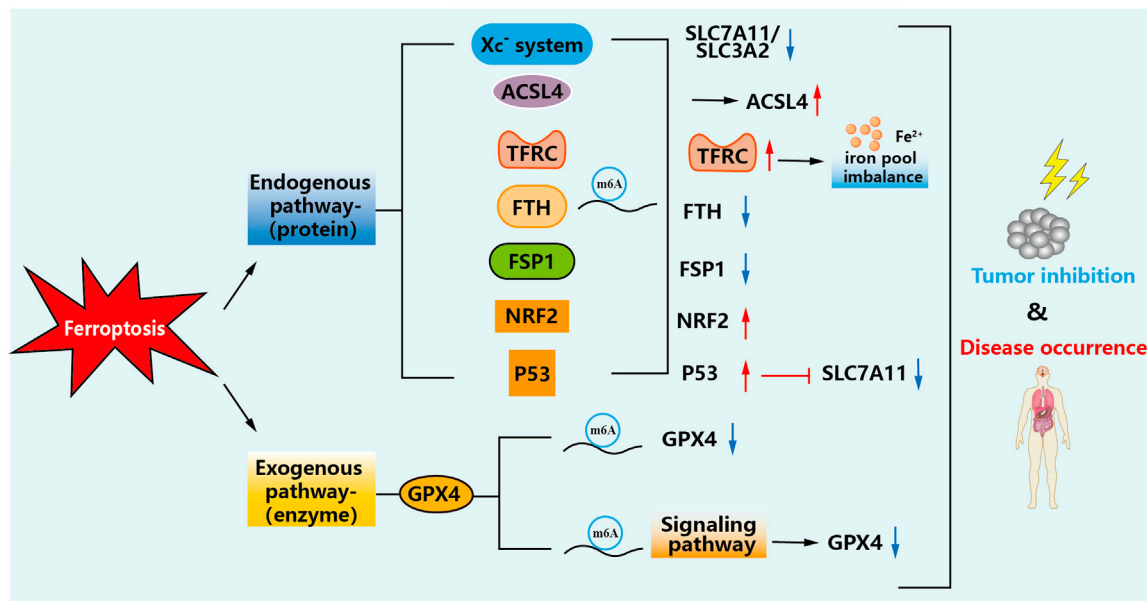 Ferroptosis
Endogenous
pathway-
(protein)
Exogenous
pathway-
(enzyme)
Xc⁻ system
ACSL4
TFRC
FTH
FSP1
NRF2
P53
m6A
SLC7A11/
SLC3A2
ACSL4
TFRC
Fe²⁺
iron pool
imbalance
FTH
FSP1
NRF2
P53
SLC7A11
GPX4
m6A
GPX4
m6A
Signaling
pathway
GPX4
Tumor inhibition
&
Disease occurrence